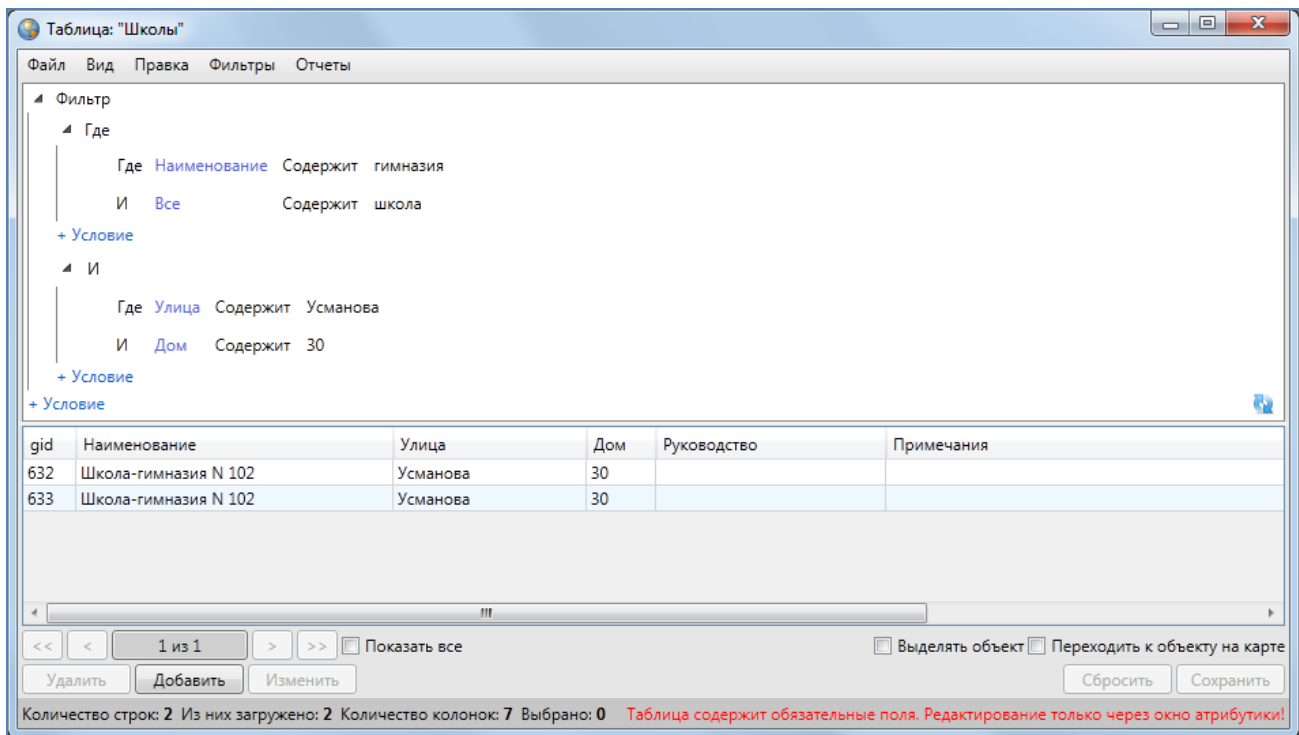 Таблица: "Школы"
Файл Вид Правка Фильтры Отчеты
Фильтр
Где
Где Наименование Содержит гимназия
И Все Содержит школа
+ Условие
И
Где Улица Содержит Усманова
И Дом Содержит 30
+ Условие
+ Условие
gid Наименование Улица Дом Руководство Примечания
632 Школа-гимназия N 102 Усманова 30
633 Школа-гимназия N 102 Усманова 30
<< < 1 из 1 > >> Показать все Выделять объект Переходить к объекту на карте
Удалить Добавить Изменить Сбросить Сохранить
Количество строк: 2 Из них загружено: 2 Количество колонок: 7 Выбрано: 0 Таблица содержит обязательные поля. Редактирование только через окно атрибутики!